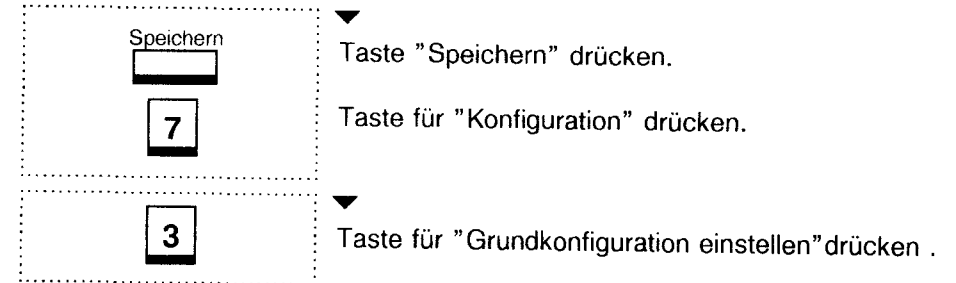 Speichern
Taste "Speichern" drücken.
7
Taste für "Konfiguration" drücken.
3
Taste für "Grundkonfiguration einstellen"drücken .